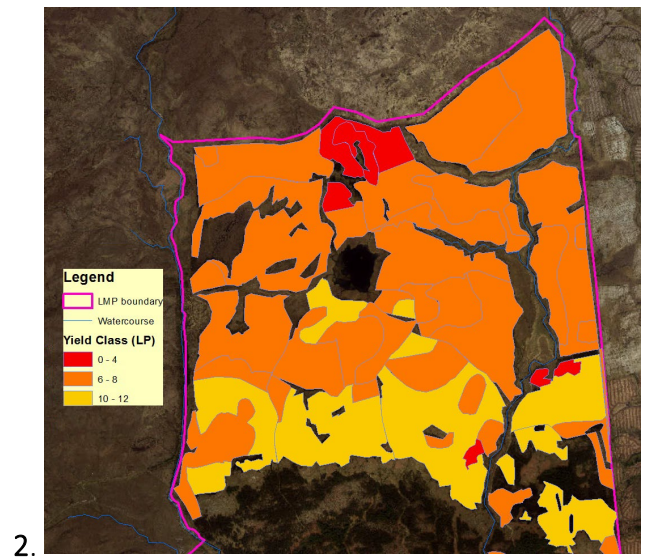 Legend
LMP boundary
Watercourse
Yield Class (LP)
0 - 4
6 - 8
10 - 12
2.